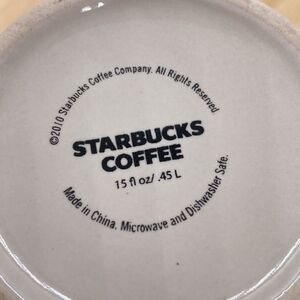 ©2010 Starbucks Coffee Company. All Rights Reserved
STARBUCKS
COFFEE
15 fl oz/ .45 L
Made in China, Microwave and Dishwasher Safe.